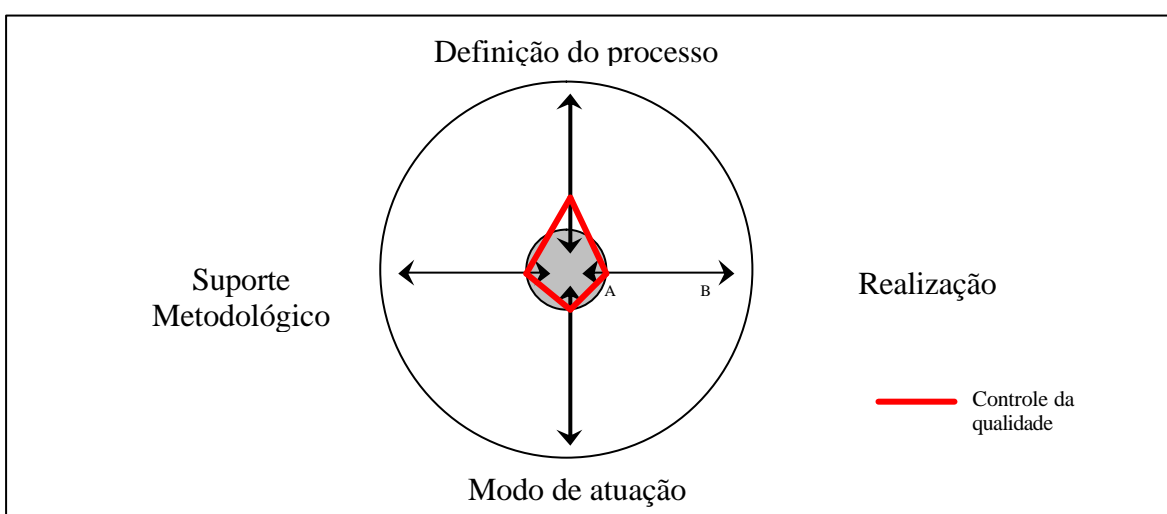 Definição do processo
Suporte
Metodológico
A
B
Realização
Controle da
qualidade
Modo de atuação